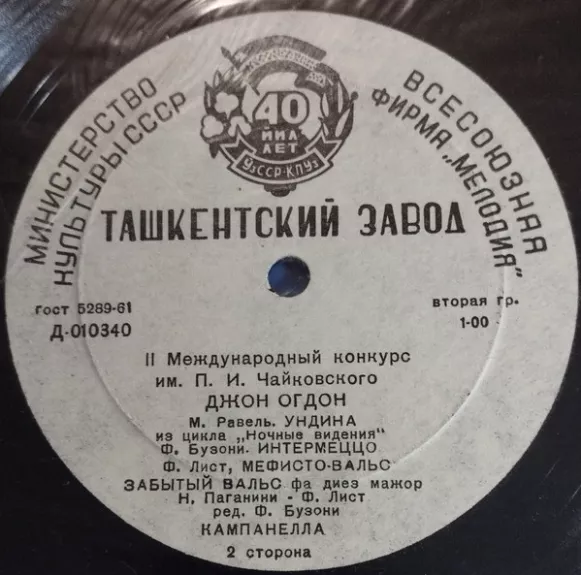 МИНИСТЕРСТВО
КУЛЬТУРЫ СССР
ВСЕСОЮЗНАЯ
ФИРМА „МЕЛОДИЯ"
40
ЙИЛ
ЛЕТ
УзССР-КПУз
ТАШКЕНТСКИЙ ЗАВОД
гост 5289-61
вторая гр.
Д-010340
1-00
II Международный конкурс
им. П. И. Чайковского
ДЖОН ОГДОН
М. Равель. УНДИНА
из цикла „Ночные видения"
Ф. Бузони. ИНТЕРМЕЦЦО
Ф. Лист, МЕФИСТО-ВАЛЬС
ЗАБЫТЫЙ ВАЛЬС фа диез мажор
Н. Паганини - Ф. Лист
ред. Ф. Бузони
КАМПАНЕЛЛА
2 сторона